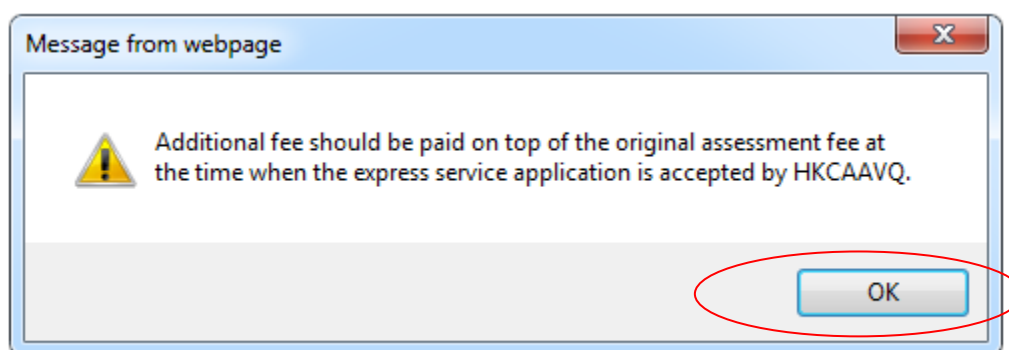 Message from webpage
Additional fee should be paid on top of the original assessment fee at
the time when the express service application is accepted by HKCAAVQ.
OK